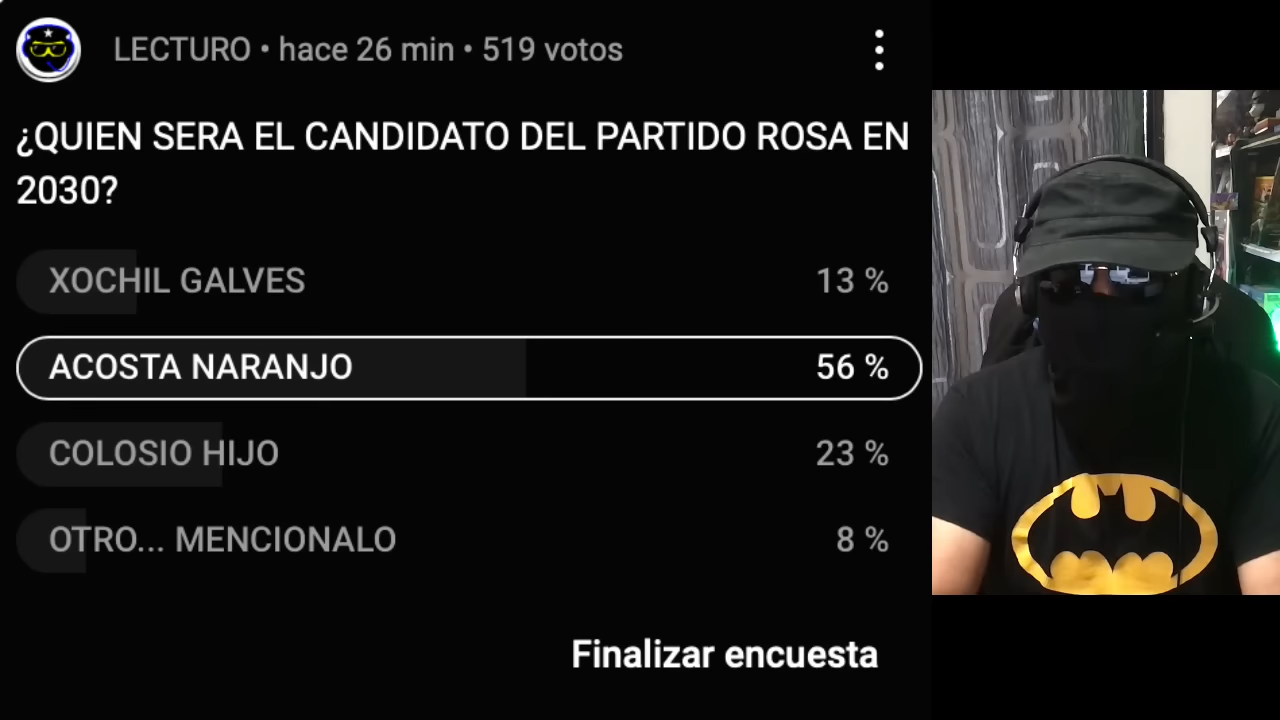 LECTURO • hace 26 min • 519 votos
¿QUIEN SERA EL CANDIDATO DEL PARTIDO ROSA EN
2030?
XOCHIL GALVES 13 %
ACOSTA NARANJO 56 %
COLOSIO HIJO 23 %
OTRO... MENCIONALO 8 %
Finalizar encuesta